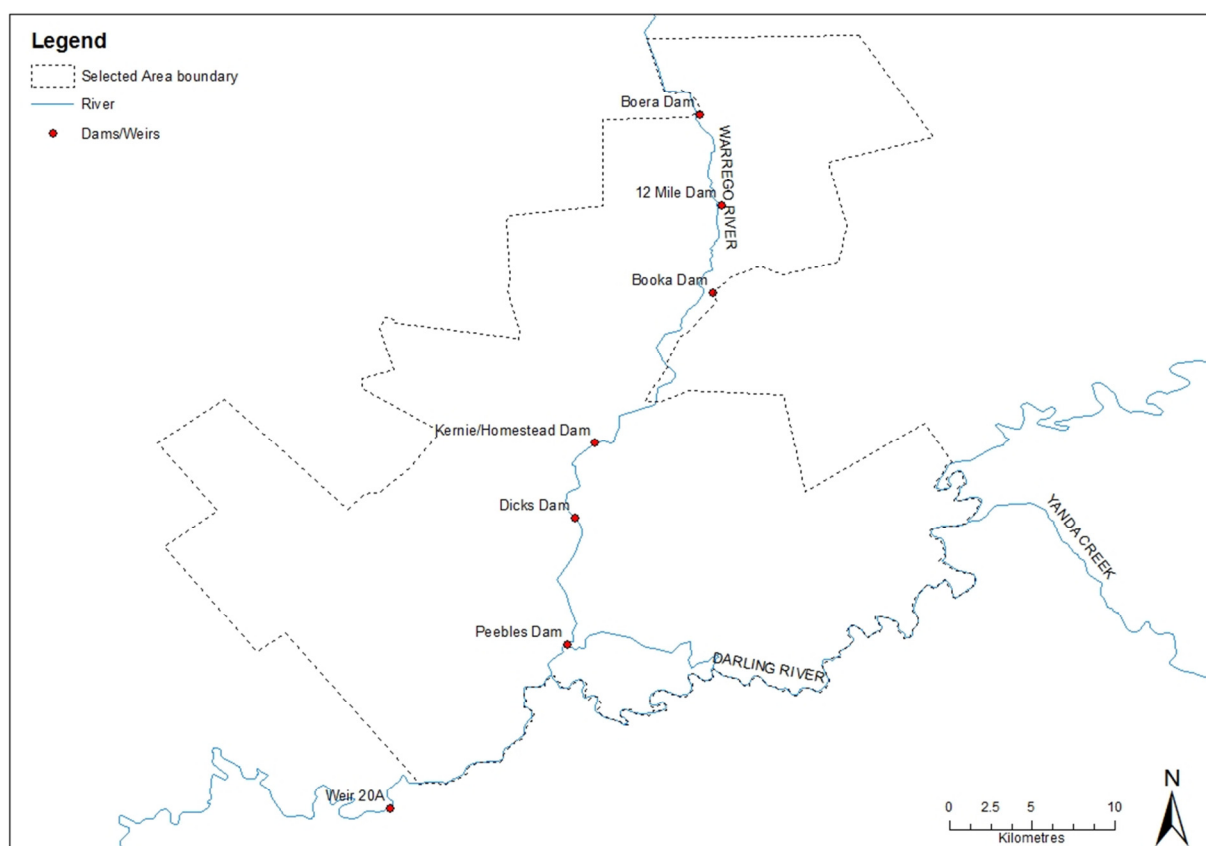 Legend
Selected Area boundary
River
Dams/Weirs
Boera Dam
WARREGO RIVER
12 Mile Dam
Booka Dam
Kernie/Homestead Dam
Dicks Dam
YANDA CREEK
Peebles Dam
DARLING RIVER
Weir 20A
N
0 2.5 5 10
Kilometres